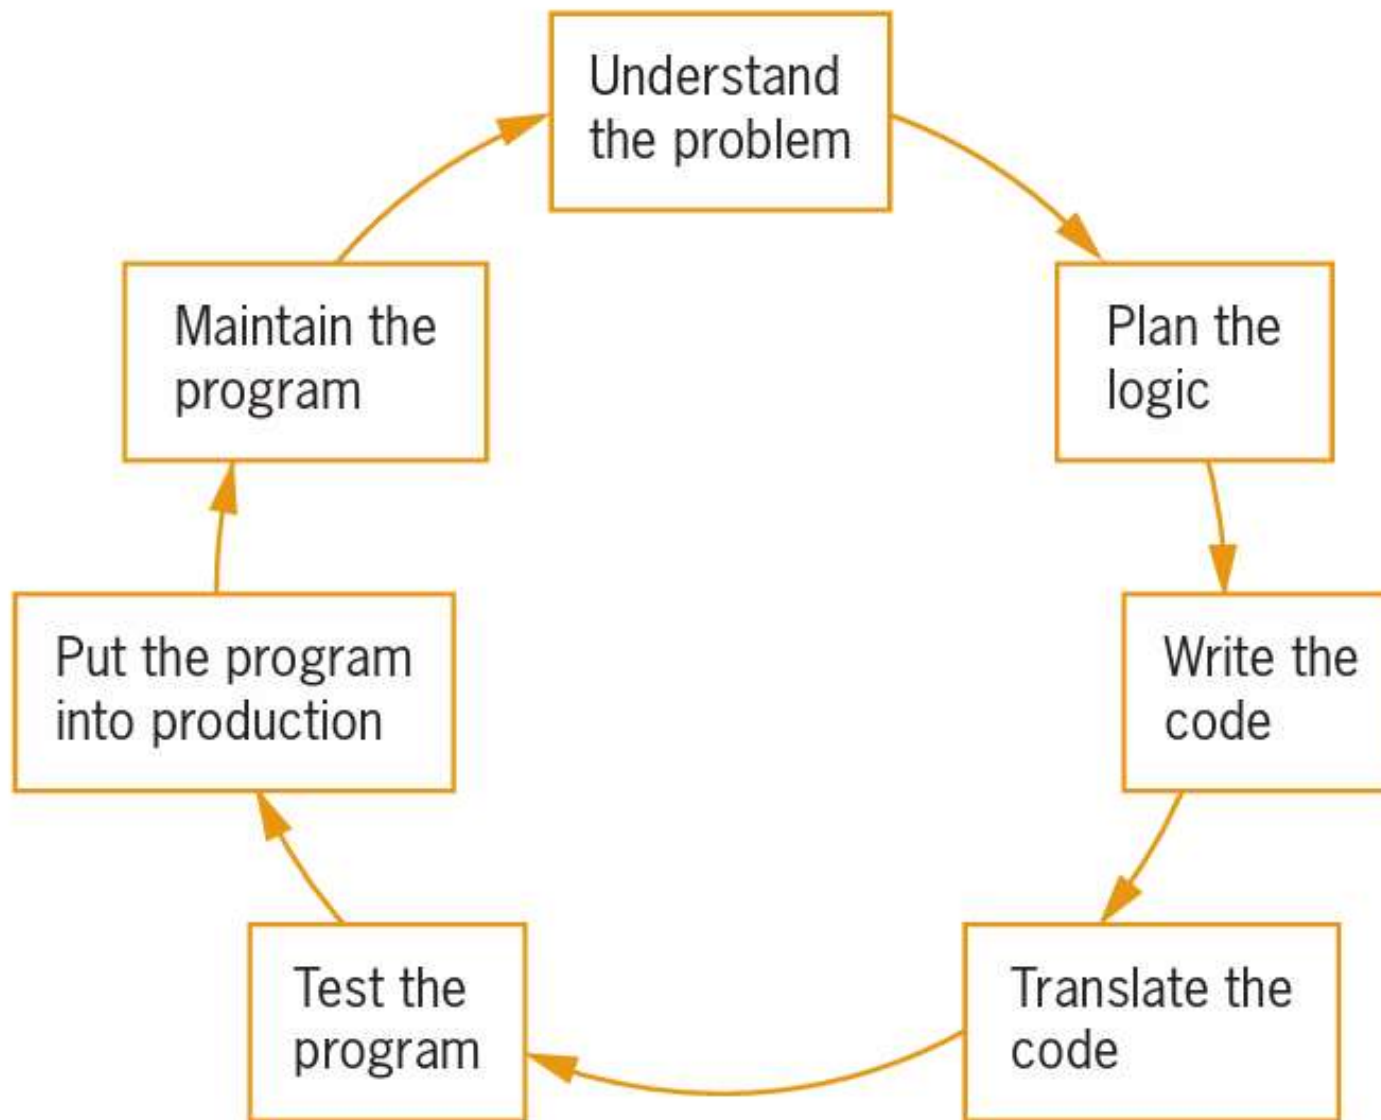 Understand
the problem
Plan the
logic
Write the
code
Translate the
code
Test the
program
Put the program
into production
Maintain the
program